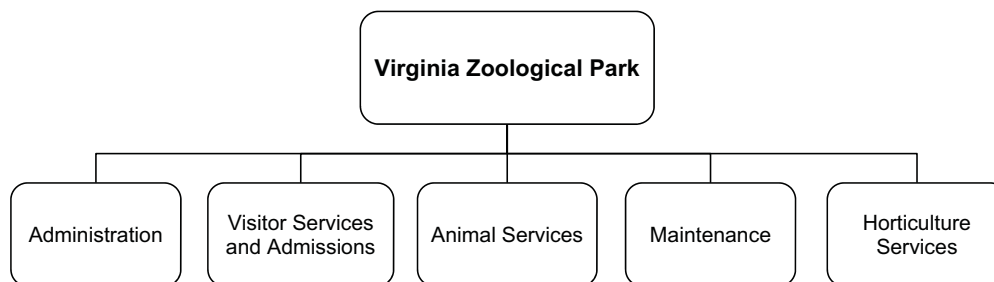 Virginia Zoological Park
Administration
Visitor Services
and Admissions
Animal Services
Maintenance
Horticulture
Services